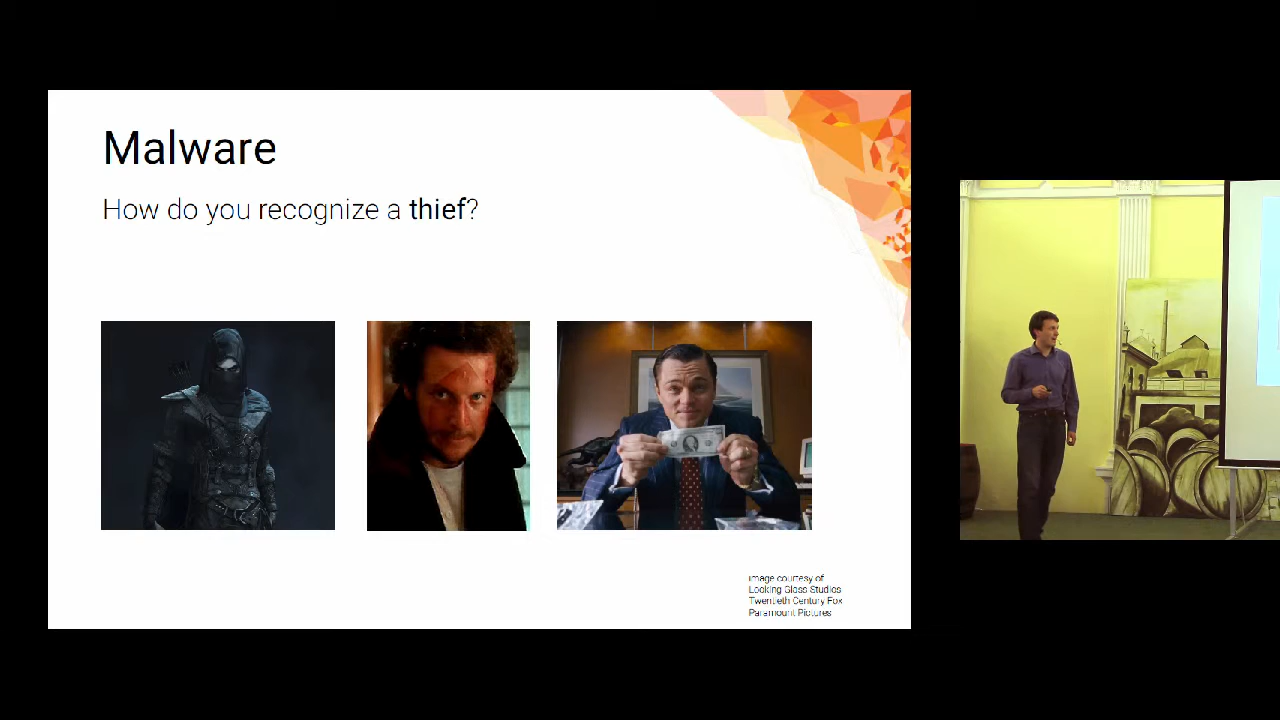 Malware
How do you recognize a thief?
image courtesy of
Looking Glass Studios
Twentieth Century Fox
Paramount Pictures